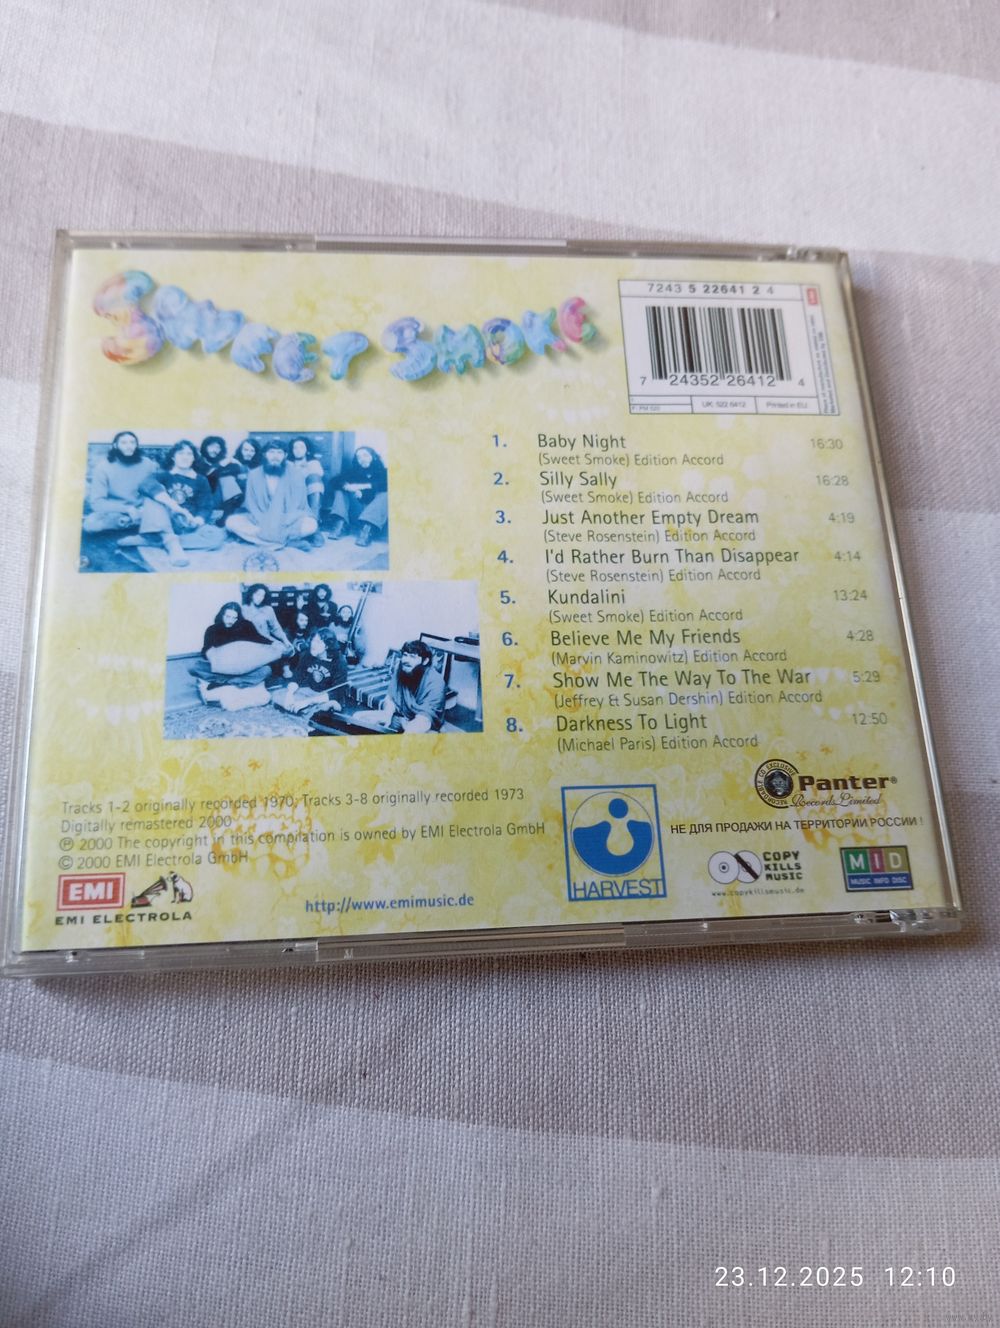 SWEET SMOKE
7243 5 22641 2 4
7 24352 26412 4
UK: 522 6412
Printed in EU
1. Baby Night 16:30
(Sweet Smoke) Edition Accord
2. Silly Sally 16:28
(Sweet Smoke) Edition Accord
3. Just Another Empty Dream 4:19
(Steve Rosenstein) Edition Accord
4. I'd Rather Burn Than Disappear 4:14
(Steve Rosenstein) Edition Accord
5. Kundalini 13:24
(Sweet Smoke) Edition Accord
6. Believe Me My Friends 4:28
(Marvin Kaminowitz) Edition Accord
7. Show Me The Way To The War 5:29
(Jeffrey & Susan Dershin) Edition Accord
8. Darkness To Light 12:50
(Michael Paris) Edition Accord
Tracks 1-2 originally recorded 1970; Tracks 3-8 originally recorded 1973
Digitally remastered 2000
℗ 2000 The copyright in this compilation is owned by EMI Electrola GmbH
© 2000 EMI Electrola GmbH
EMI
EMI ELECTROLA
http://www.emimusic.de
HARVEST
Panter®
Records Limited
НЕ ДЛЯ ПРОДАЖИ НА ТЕРРИТОРИИ РОССИИ!
COPY
KILLS
MUSIC
www.copykillsmusic.de
MID
MUSIC INFO DISC
23.12.2025 12:10